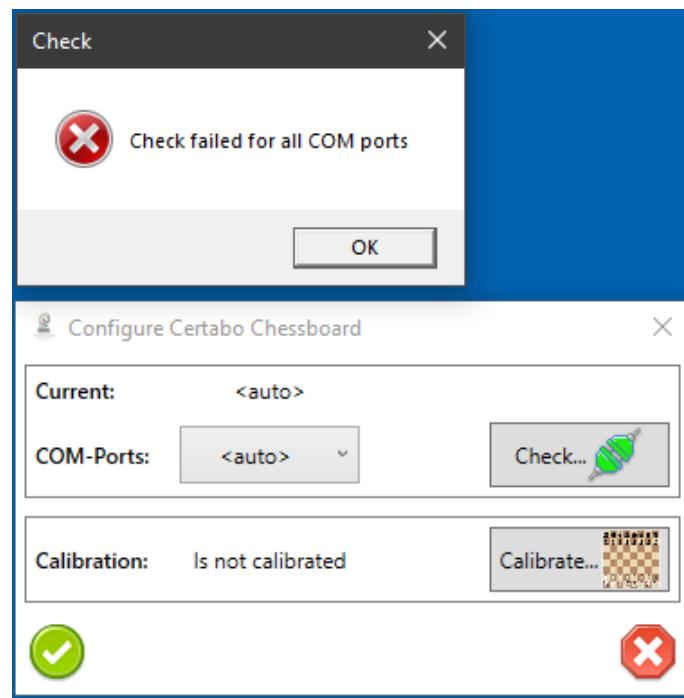 Check
Check failed for all COM ports
OK
Configure Certabo Chessboard
Current: <auto>
COM-Ports: <auto> Check...
Calibration: Is not calibrated Calibrate...